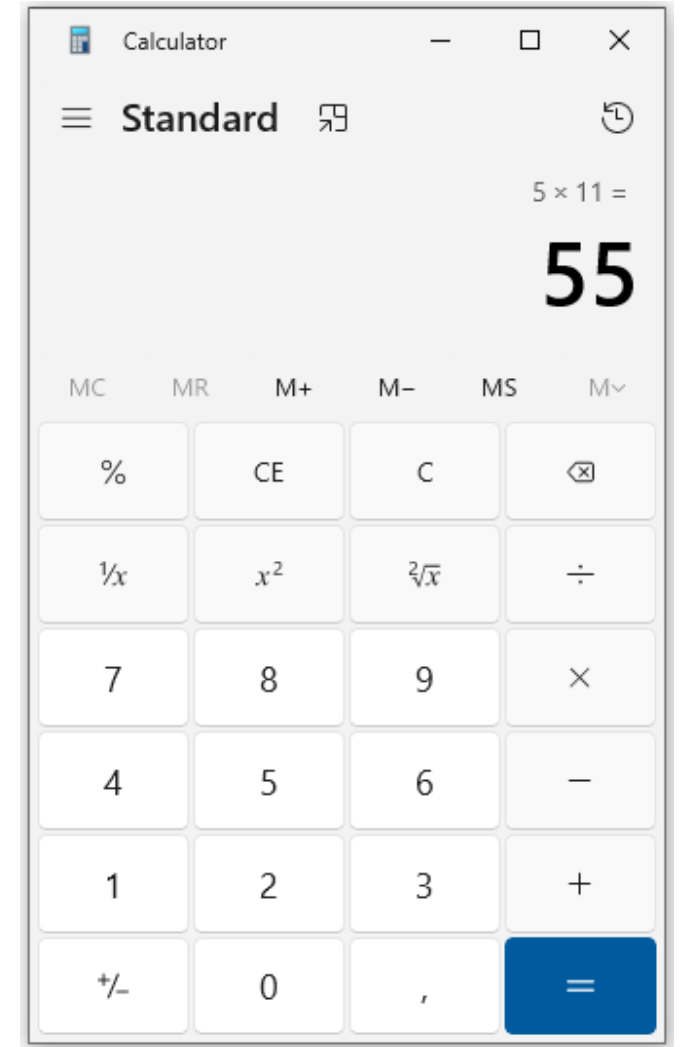 Calculator
Standard
5 × 11 =
55
MC MR M+ M− MS M
% CE C
¹/x x² ²√x ÷
7 8 9 ×
4 5 6 −
1 2 3 +
+/− 0 , =